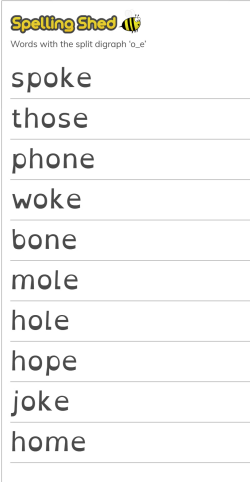 Spelling Shed
Words with the split digraph 'o_e'
spoke
those
phone
woke
bone
mole
hole
hope
joke
home